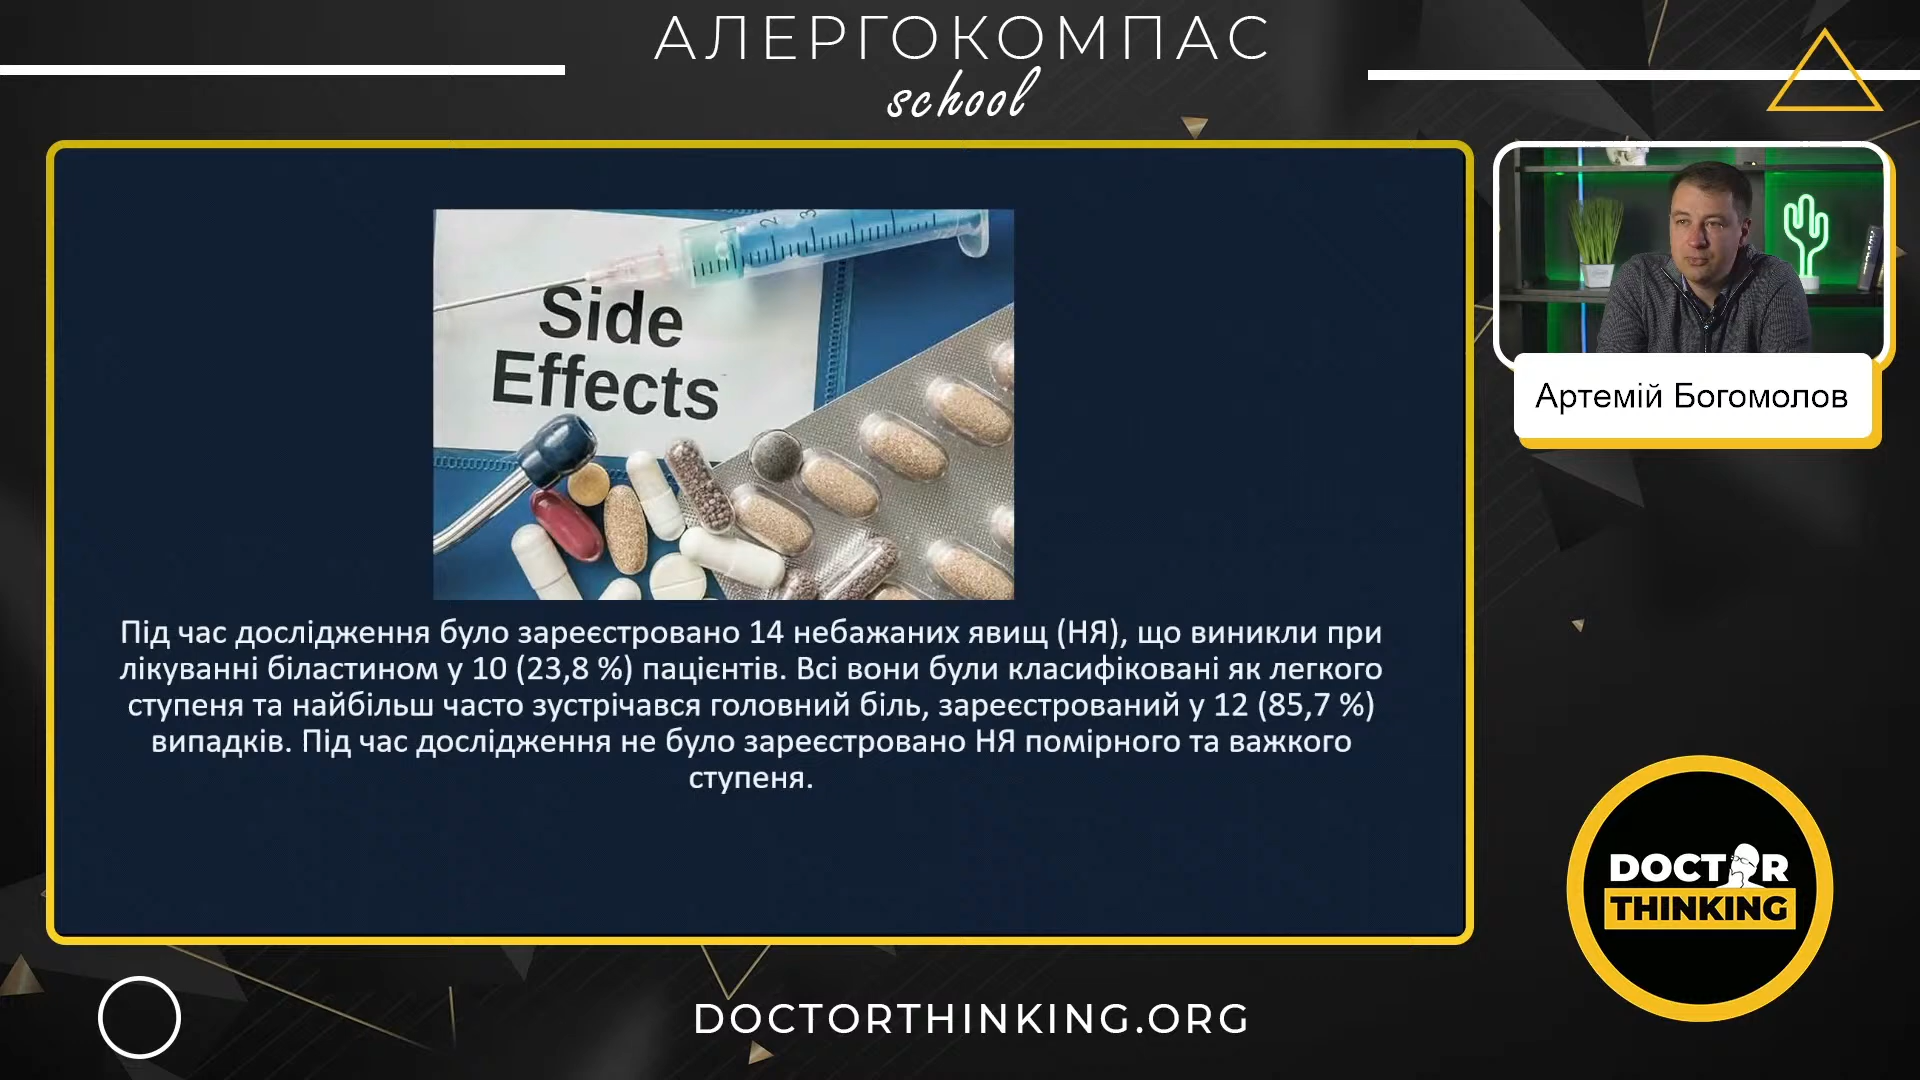 АЛЕРГОКОМПАС
school
Side
Effects
Під час дослідження було зареєстровано 14 небажаних явищ (НЯ), що виникли при
лікуванні біластином у 10 (23,8 %) пацієнтів. Всі вони були класифіковані як легкого
ступеня та найбільш часто зустрічався головний біль, зареєстрований у 12 (85,7 %)
випадків. Під час дослідження не було зареєстровано НЯ помірного та важкого
ступеня.
Артемій Богомолов
DOCTOR
THINKING
DOCTORTHINKING.ORG